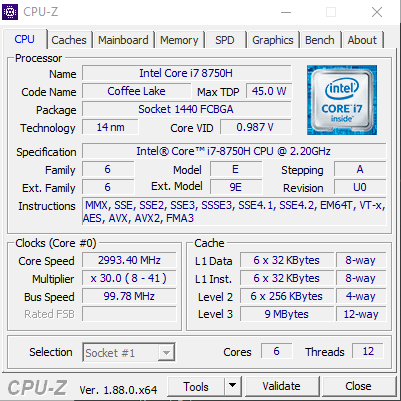 CPU-Z
CPU Caches Mainboard Memory SPD Graphics Bench About
Processor
Name Intel Core i7 8750H
Code Name Coffee Lake Max TDP 45.0 W
Package Socket 1440 FCBGA
Technology 14 nm Core VID 0.987 V
intel CORE i7 inside™
Specification Intel® Core™ i7-8750H CPU @ 2.20GHz
Family 6 Model E Stepping A
Ext. Family 6 Ext. Model 9E Revision U0
Instructions MMX, SSE, SSE2, SSE3, SSSE3, SSE4.1, SSE4.2, EM64T, VT-x,
AES, AVX, AVX2, FMA3
Clocks (Core #0) Cache
Core Speed 2993.40 MHz L1 Data 6 x 32 KBytes 8-way
Multiplier x 30.0 ( 8 - 41 ) L1 Inst. 6 x 32 KBytes 8-way
Bus Speed 99.78 MHz Level 2 6 x 256 KBytes 4-way
Rated FSB Level 3 9 MBytes 12-way
Selection Socket #1 Cores 6 Threads 12
CPU-Z Ver. 1.88.0.x64 Tools Validate Close